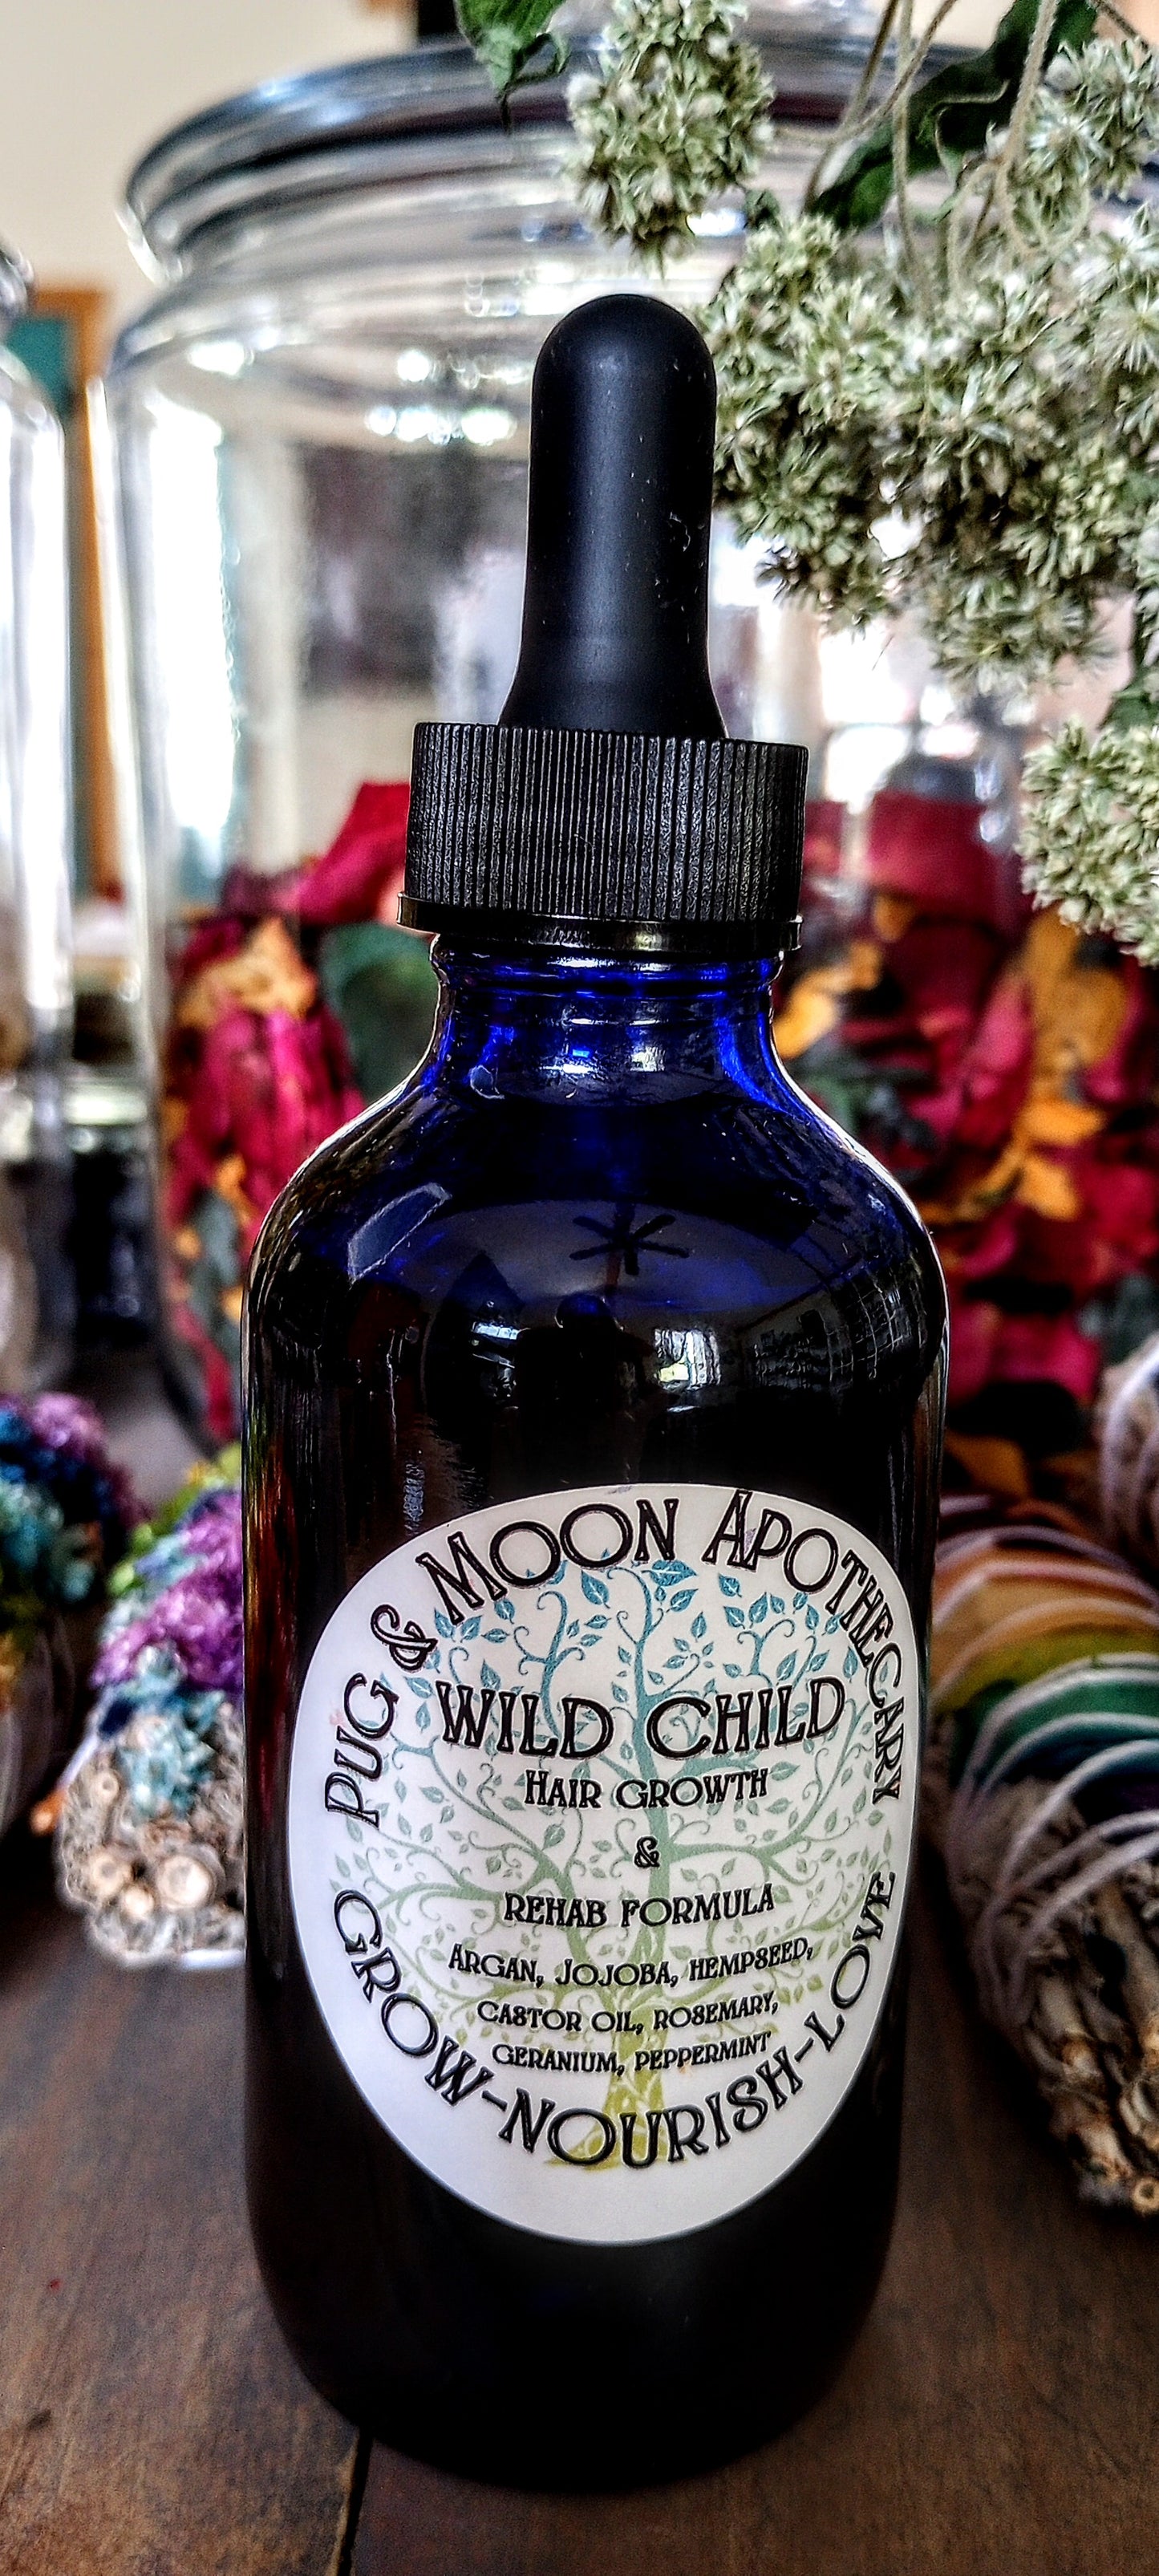 Pug & Moon Apothecary
Wild Child
Hair Growth
&
Rehab Formula
Argan, Jojoba, Hempseed,
Castor Oil, Rosemary,
Geranium, Peppermint
Grow-Nourish-Love